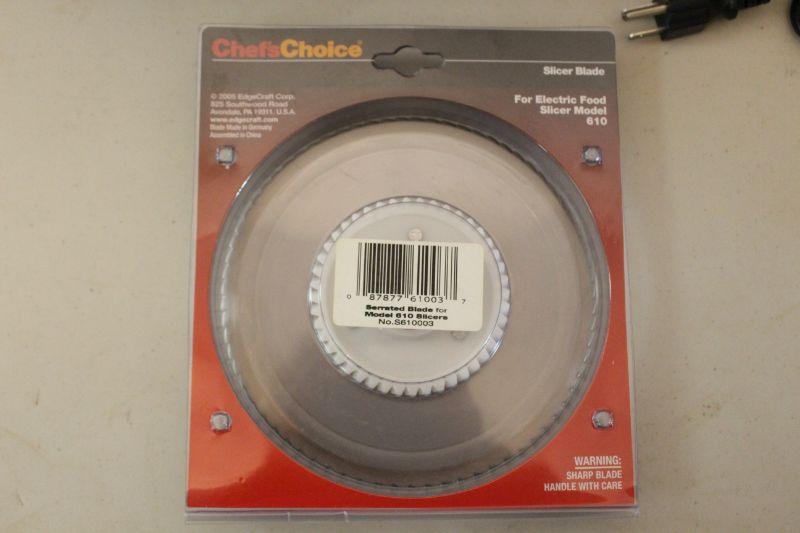 Chef'sChoice®
Slicer Blade
© 2005 EdgeCraft Corp.
825 Southwood Road
Avondale, PA 19311, U.S.A.
www.edgecraft.com
Blade Made in Germany
Assembled in China
For Electric Food
Slicer Model
610
0 87877 61003 7
Serrated Blade for
Model 610 Slicers
No.S610003
WARNING:
SHARP BLADE
HANDLE WITH CARE